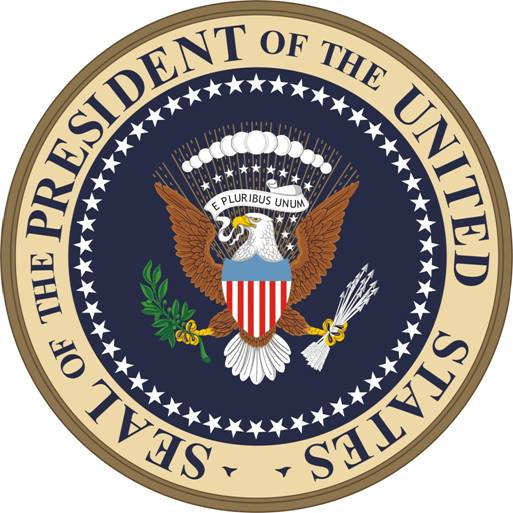 SEAL OF THE PRESIDENT OF THE UNITED STATES
E PLURIBUS UNUM